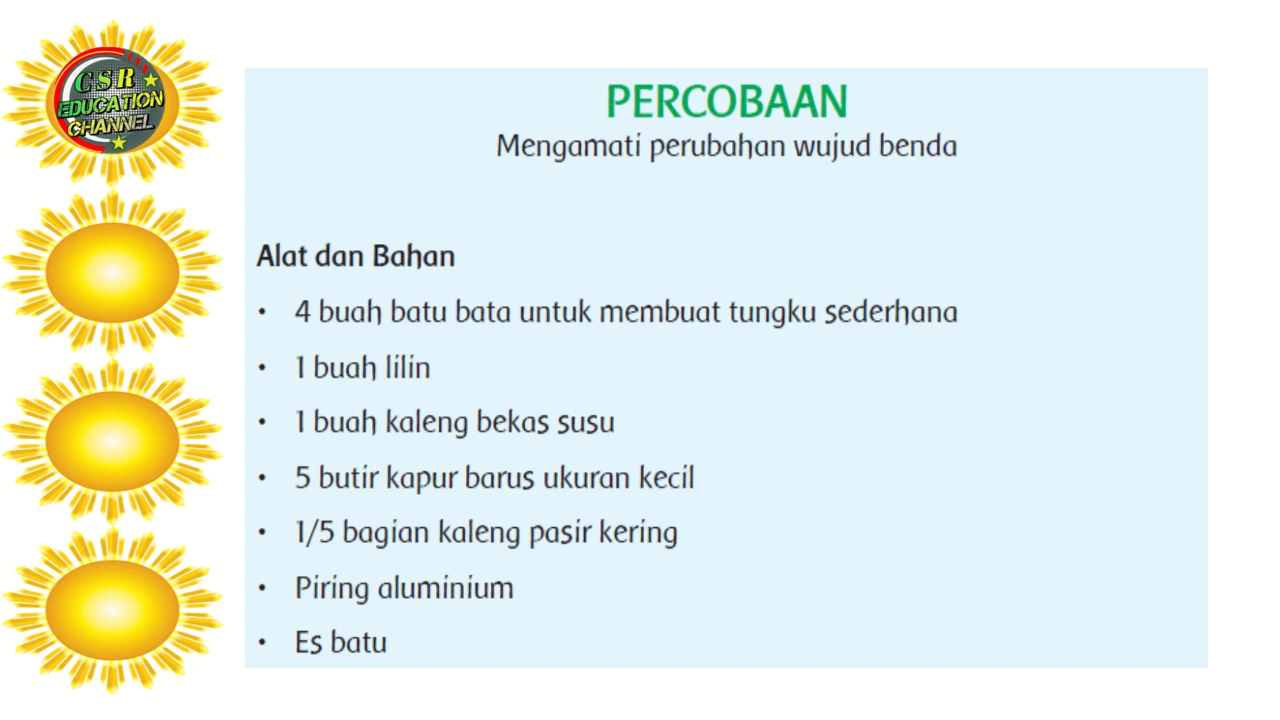 CSR
EDUCATION
CHANNEL
PERCOBAAN
Mengamati perubahan wujud benda
Alat dan Bahan
• 4 buah batu bata untuk membuat tungku sederhana
• 1 buah lilin
• 1 buah kaleng bekas susu
• 5 butir kapur barus ukuran kecil
• 1/5 bagian kaleng pasir kering
• Piring aluminium
• Es batu